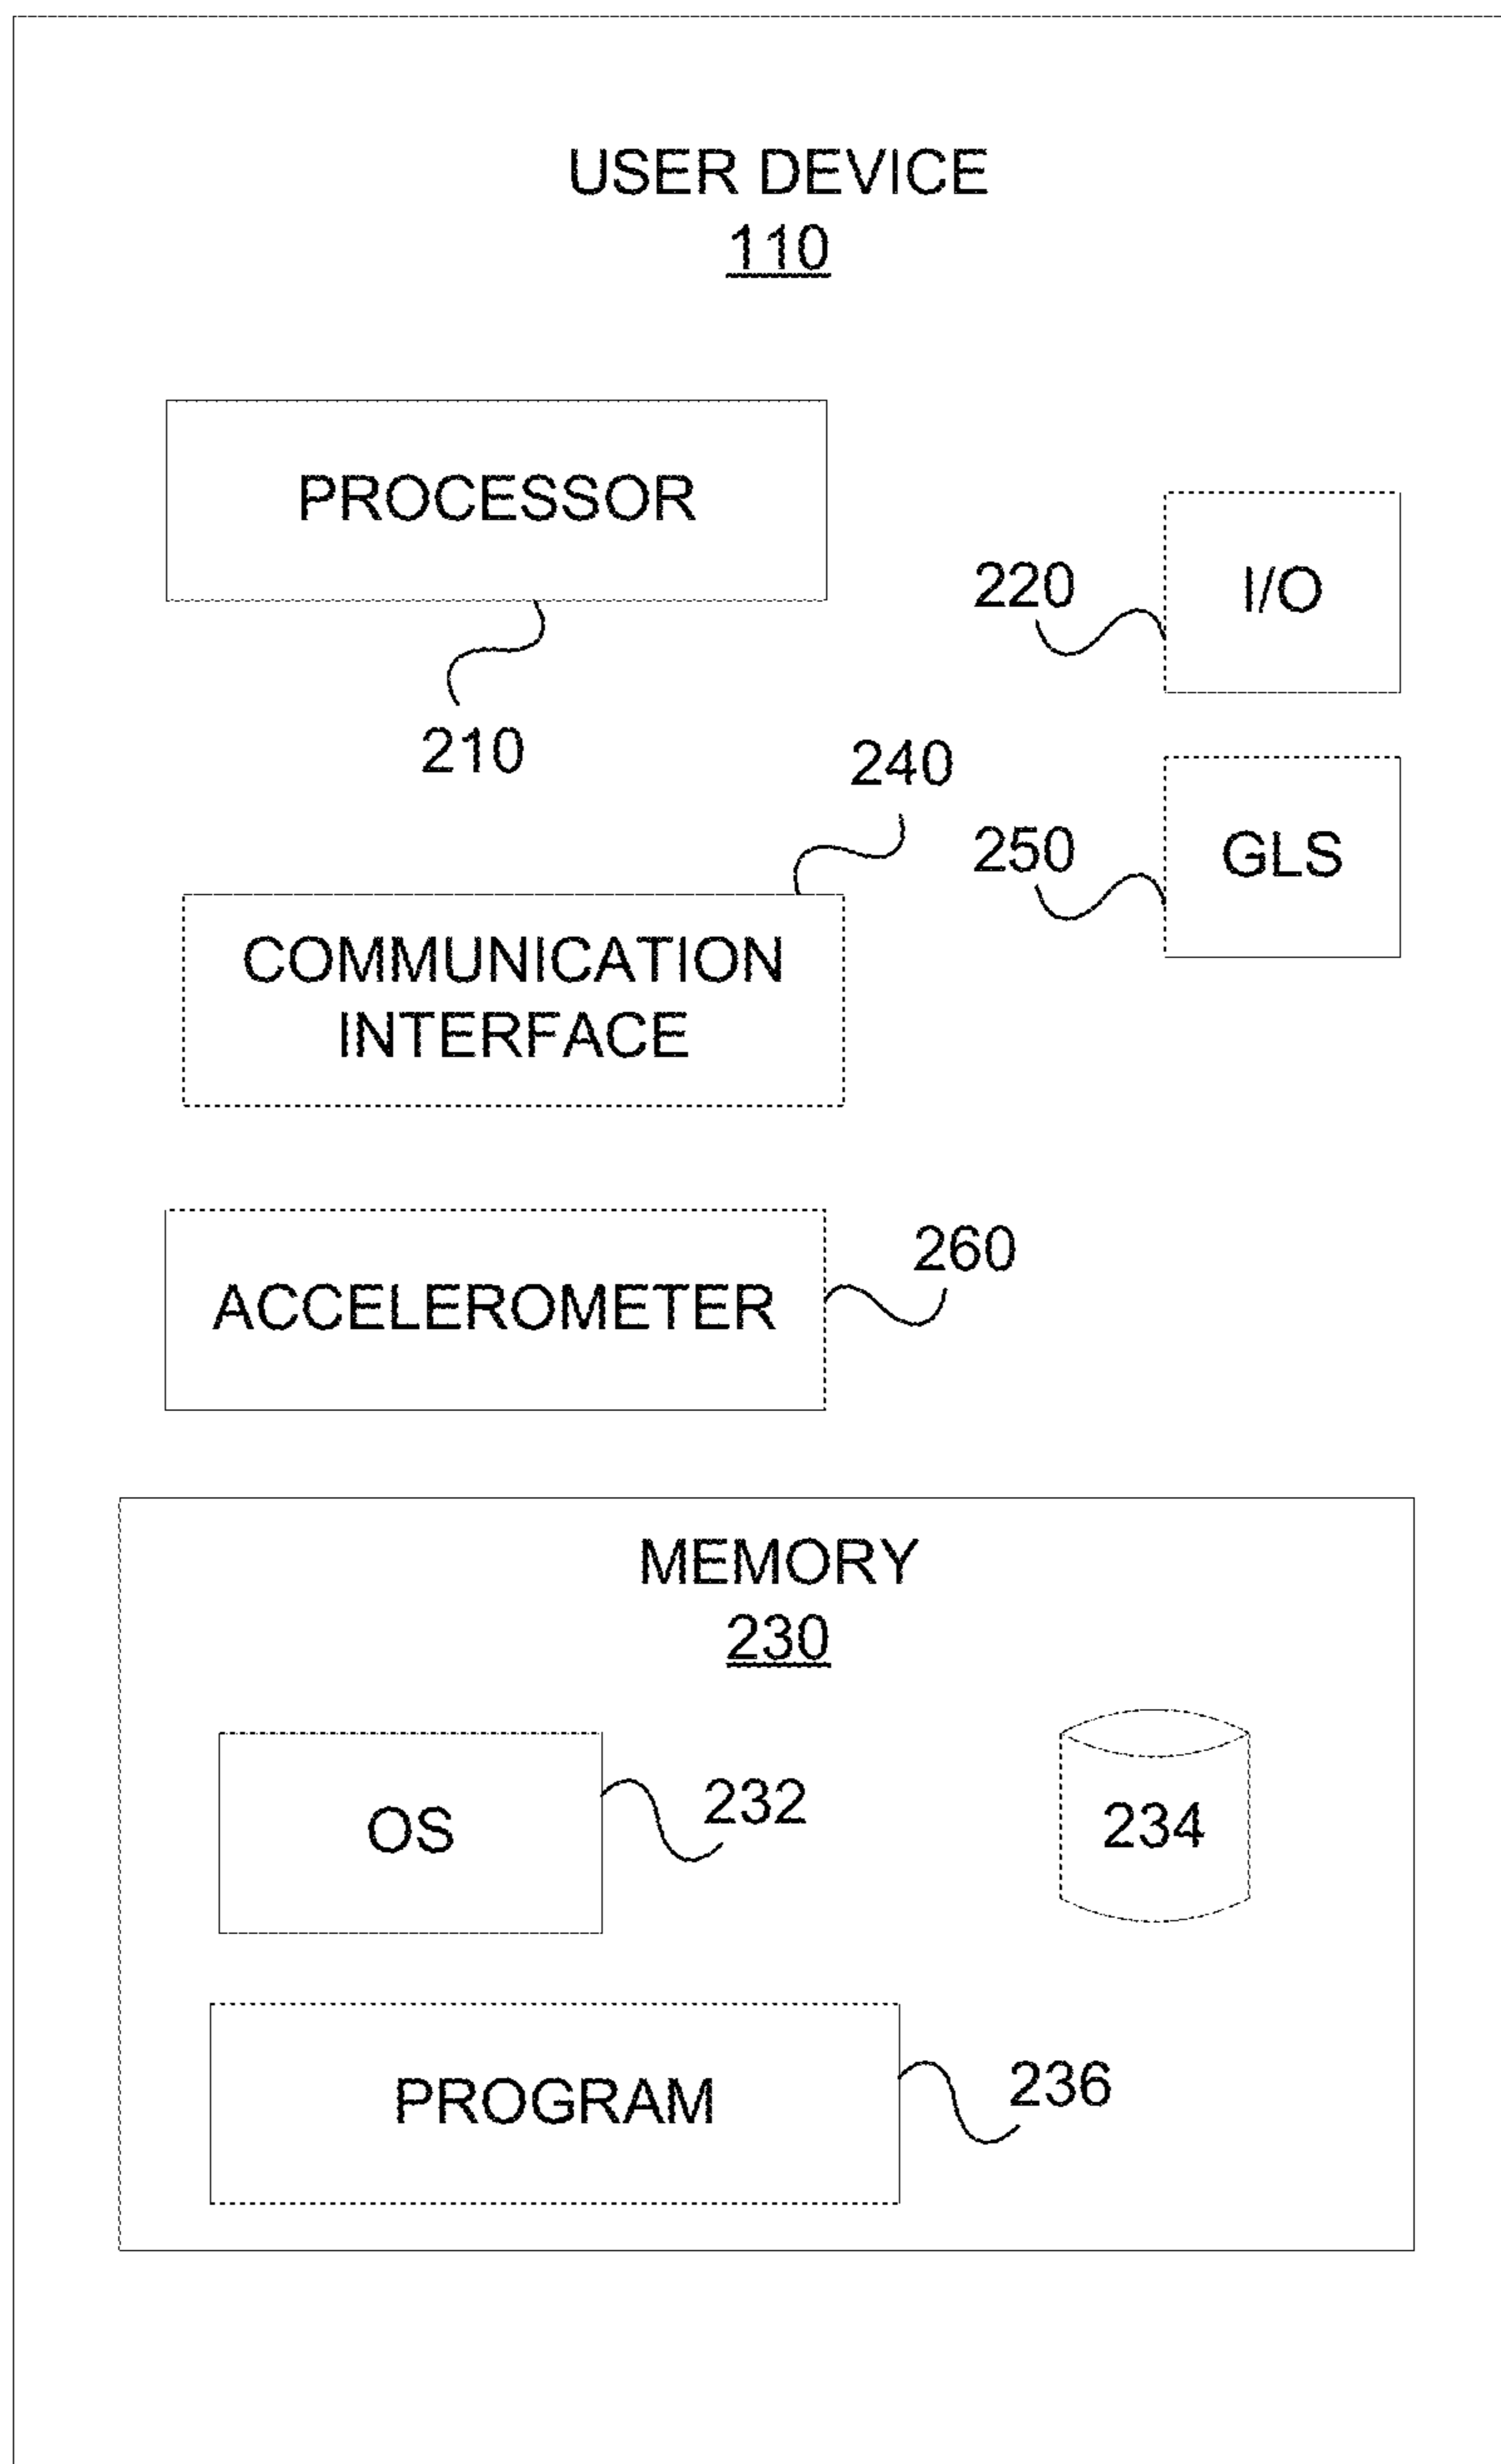 USER DEVICE
110
PROCESSOR
210
I/O
220
240
GLS
250
COMMUNICATION
INTERFACE
ACCELEROMETER
260
MEMORY
230
OS
232
234
PROGRAM
236